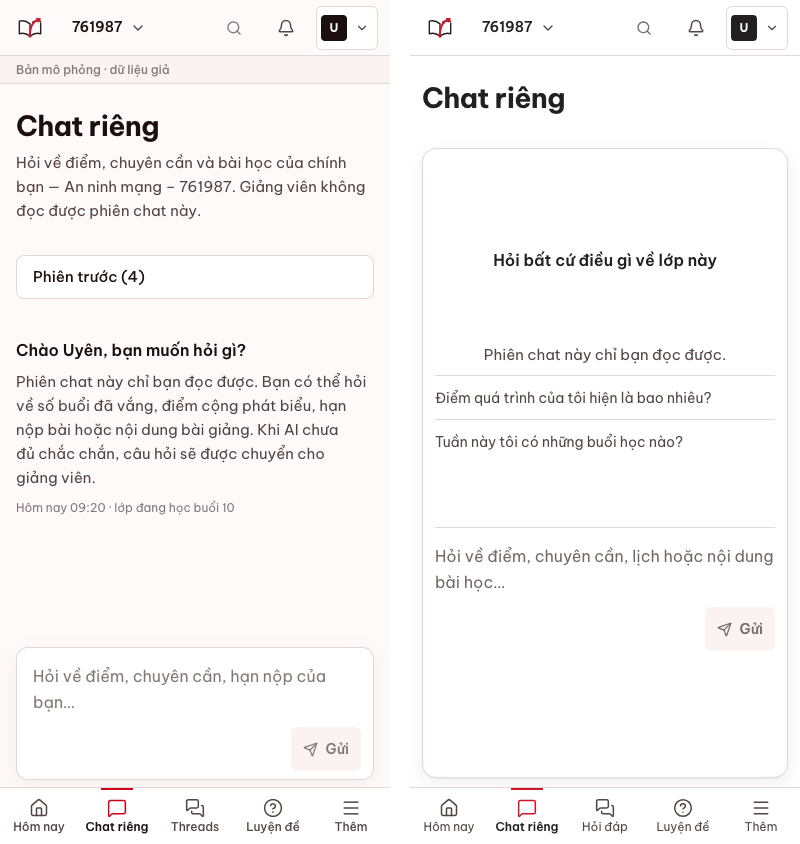 761987
U
Bản mô phỏng · dữ liệu giả
Chat riêng
Hỏi về điểm, chuyên cần và bài học của chính
bạn — An ninh mạng – 761987. Giảng viên không
đọc được phiên chat này.
Phiên trước (4)
Chào Uyên, bạn muốn hỏi gì?
Phiên chat này chỉ bạn đọc được. Bạn có thể hỏi
về số buổi đã vắng, điểm cộng phát biểu, hạn
nộp bài hoặc nội dung bài giảng. Khi AI chưa
đủ chắc chắn, câu hỏi sẽ được chuyển cho
giảng viên.
Hôm nay 09:20 · lớp đang học buổi 10
Hỏi về điểm, chuyên cần, hạn nộp của
bạn...
Gửi
Hôm nay
Chat riêng
Threads
Luyện đề
Thêm
761987
U
Chat riêng
Hỏi bất cứ điều gì về lớp này
Phiên chat này chỉ bạn đọc được.
Điểm quá trình của tôi hiện là bao nhiêu?
Tuần này tôi có những buổi học nào?
Hỏi về điểm, chuyên cần, lịch hoặc nội dung
bài học...
Gửi
Hôm nay
Chat riêng
Hỏi đáp
Luyện đề
Thêm